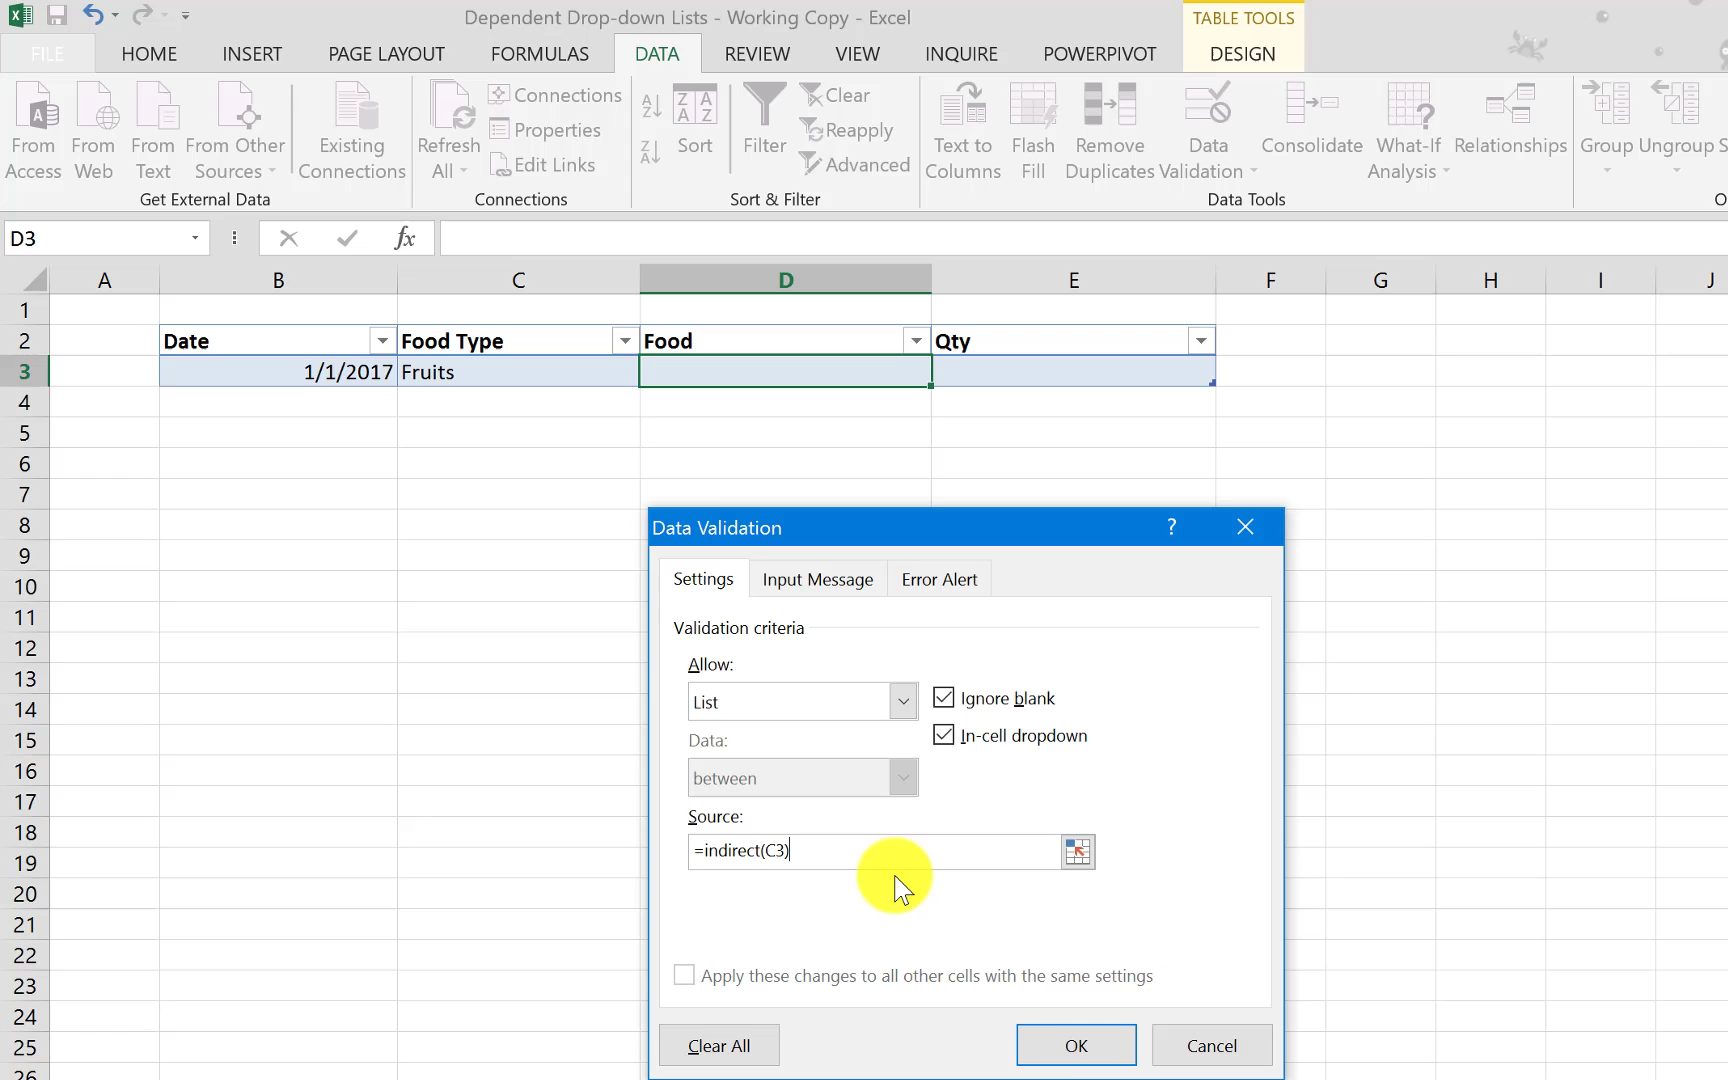 Dependent Drop-down Lists - Working Copy - Excel
TABLE TOOLS
FILE HOME INSERT PAGE LAYOUT FORMULAS DATA REVIEW VIEW INQUIRE POWERPIVOT DESIGN
From Access
From Web
From Text
From Other Sources
Existing Connections
Get External Data
Refresh All
Connections
Properties
Edit Links
Connections
Sort
Filter
Clear
Reapply
Advanced
Sort & Filter
Text to Columns
Flash Fill
Remove Duplicates
Data Validation
Consolidate
What-If Analysis
Relationships
Data Tools
Group
Ungroup
S
O
D3
fx
A B C D E F G H I J
1
2 Date Food Type Food Qty
3 1/1/2017 Fruits
4
5
6
7
8
9
10
11
12
13
14
15
16
17
18
19
20
21
22
23
24
25
26
Data Validation ?
Settings Input Message Error Alert
Validation criteria
Allow:
List
Ignore blank
In-cell dropdown
Data:
between
Source:
=indirect(C3)
Apply these changes to all other cells with the same settings
Clear All OK Cancel